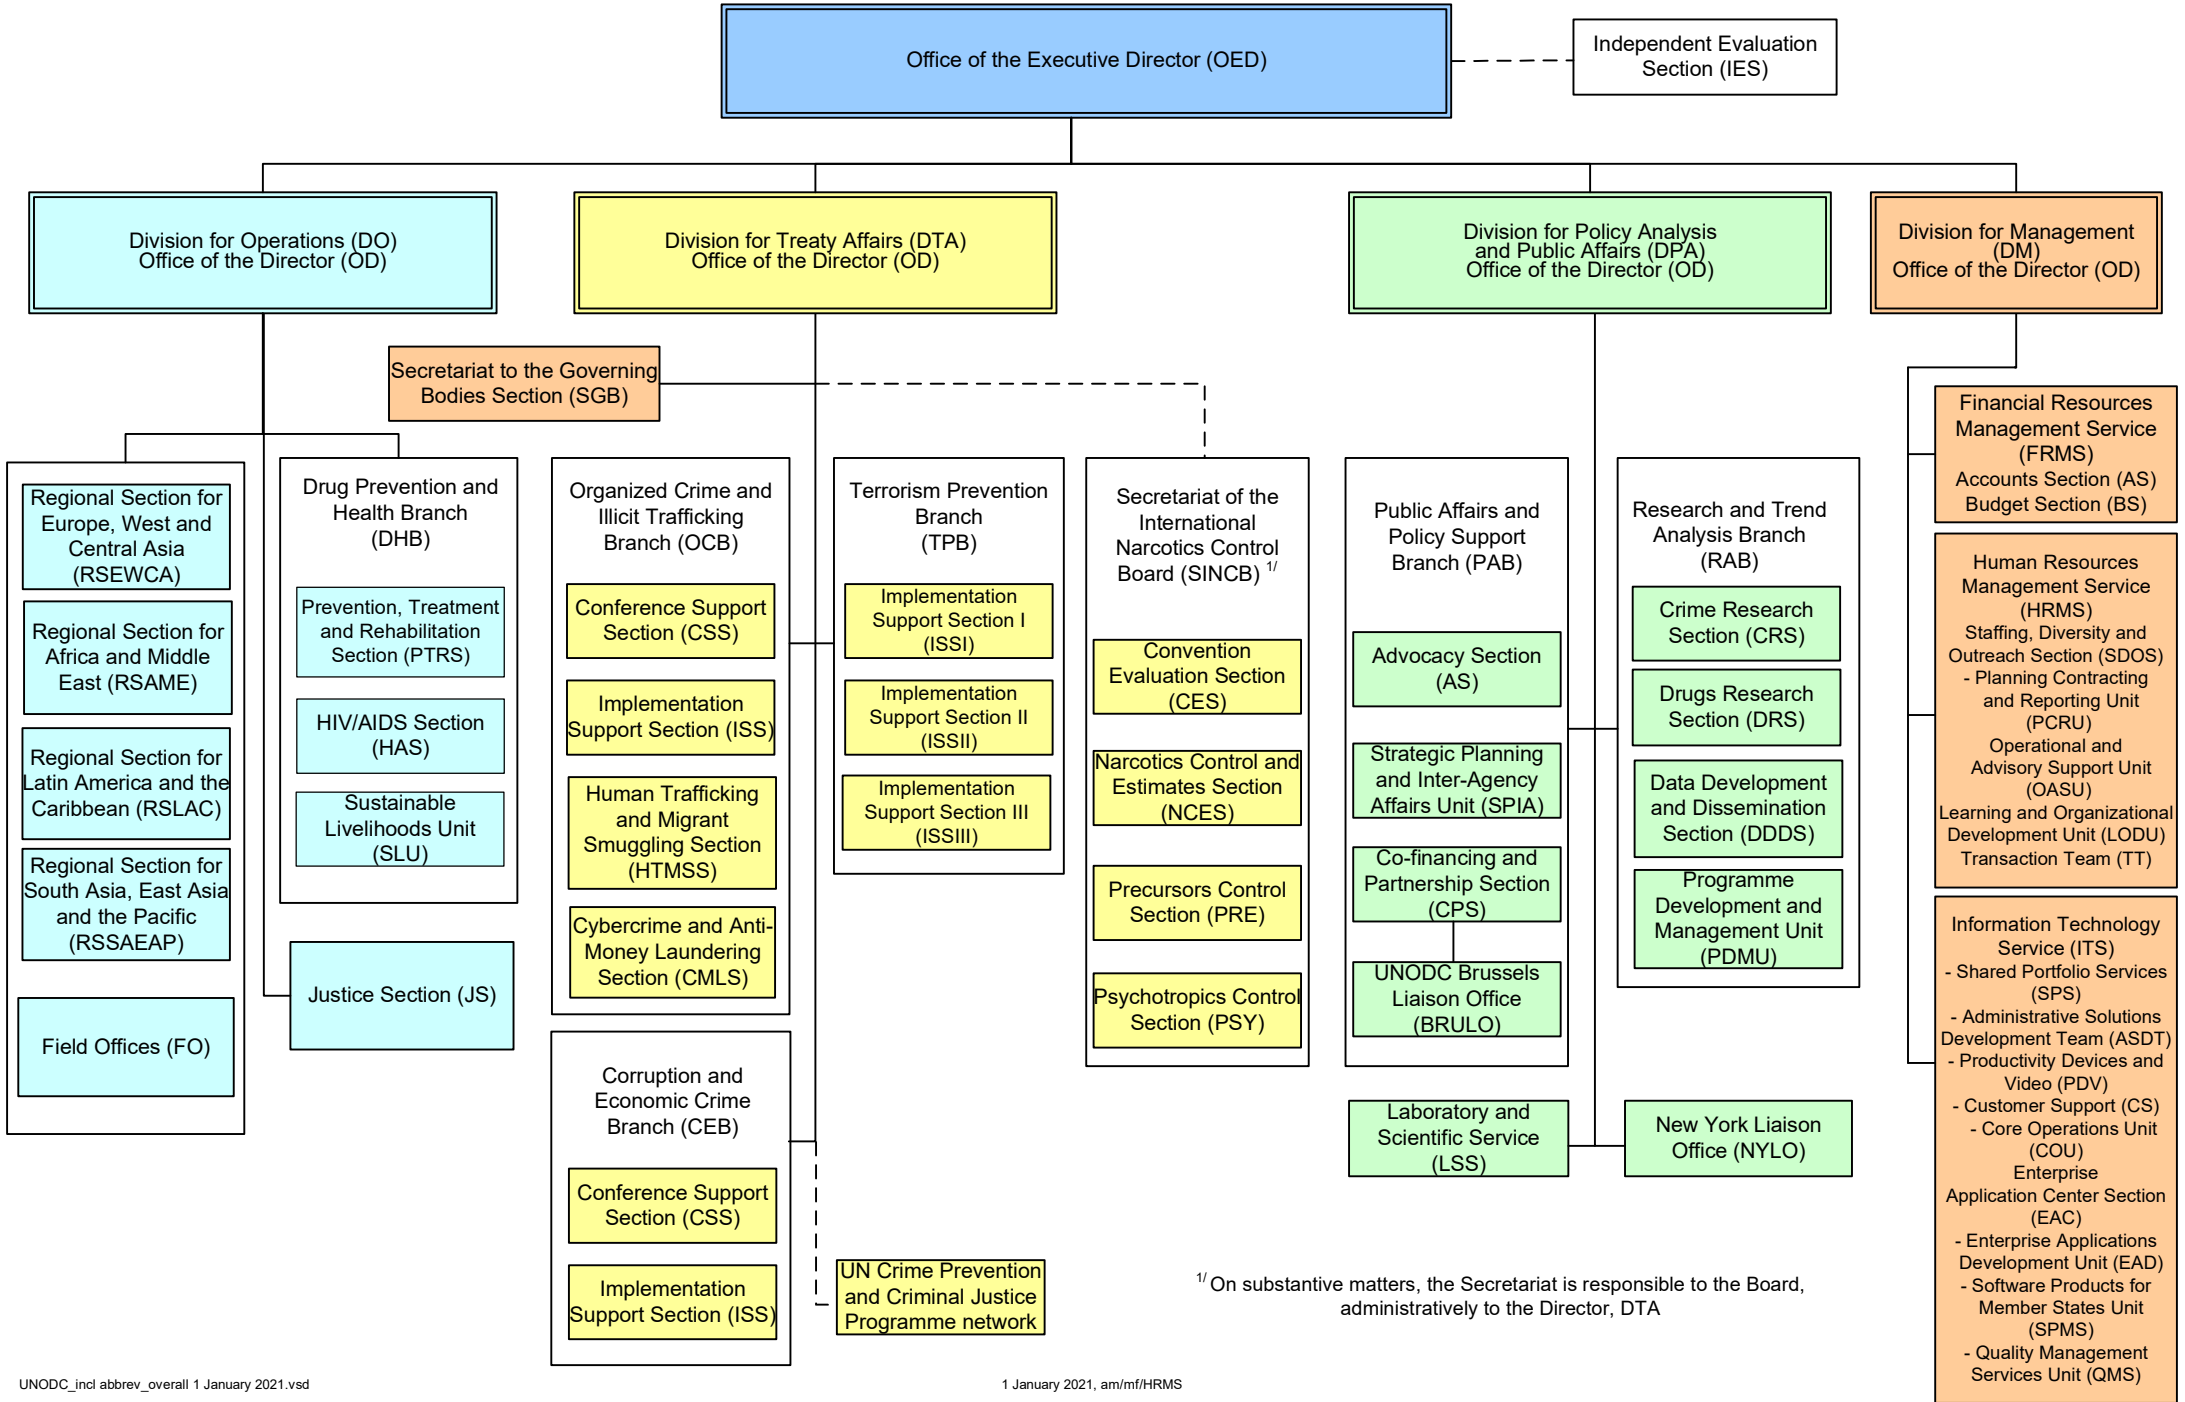 Office of the Executive Director (OED)
Independent Evaluation
Section (IES)
Division for Operations (DO)
Office of the Director (OD)
Division for Treaty Affairs (DTA)
Office of the Director (OD)
Division for Policy Analysis
and Public Affairs (DPA)
Office of the Director (OD)
Division for Management
(DM)
Office of the Director (OD)
Secretariat to the Governing
Bodies Section (SGB)
Regional Section for
Europe, West and
Central Asia
(RSEWCA)
Regional Section for
Africa and Middle
East (RSAME)
Regional Section for
Latin America and the
Caribbean (RSLAC)
Regional Section for
South Asia, East Asia
and the Pacific
(RSSAEAP)
Field Offices (FO)
Drug Prevention and
Health Branch
(DHB)
Prevention, Treatment
and Rehabilitation
Section (PTRS)
HIV/AIDS Section
(HAS)
Sustainable
Livelihoods Unit
(SLU)
Justice Section (JS)
Organized Crime and
Illicit Trafficking
Branch (OCB)
Conference Support
Section (CSS)
Implementation
Support Section (ISS)
Human Trafficking
and Migrant
Smuggling Section
(HTMSS)
Cybercrime and Anti-
Money Laundering
Section (CMLS)
Corruption and
Economic Crime
Branch (CEB)
Conference Support
Section (CSS)
Implementation
Support Section (ISS)
Terrorism Prevention
Branch
(TPB)
Implementation
Support Section I
(ISSI)
Implementation
Support Section II
(ISSII)
Implementation
Support Section III
(ISSIII)
UN Crime Prevention
and Criminal Justice
Programme network
Secretariat of the
International
Narcotics Control
Board (SINCB) 1/
Convention
Evaluation Section
(CES)
Narcotics Control and
Estimates Section
(NCES)
Precursors Control
Section (PRE)
Psychotropics Control
Section (PSY)
Public Affairs and
Policy Support
Branch (PAB)
Advocacy Section
(AS)
Strategic Planning
and Inter-Agency
Affairs Unit (SPIA)
Co-financing and
Partnership Section
(CPS)
UNODC Brussels
Liaison Office
(BRULO)
Laboratory and
Scientific Service
(LSS)
Research and Trend
Analysis Branch
(RAB)
Crime Research
Section (CRS)
Drugs Research
Section (DRS)
Data Development
and Dissemination
Section (DDDS)
Programme
Development and
Management Unit
(PDMU)
New York Liaison
Office (NYLO)
Financial Resources
Management Service
(FRMS)
Accounts Section (AS)
Budget Section (BS)
Human Resources
Management Service
(HRMS)
Staffing, Diversity and
Outreach Section (SDOS)
- Planning Contracting
and Reporting Unit
(PCRU)
Operational and
Advisory Support Unit
(OASU)
Learning and Organizational
Development Unit (LODU)
Transaction Team (TT)
Information Technology
Service (ITS)
- Shared Portfolio Services
(SPS)
- Administrative Solutions
Development Team (ASDT)
- Productivity Devices and
Video (PDV)
- Customer Support (CS)
- Core Operations Unit
(COU)
Enterprise
Application Center Section
(EAC)
- Enterprise Applications
Development Unit (EAD)
- Software Products for
Member States Unit
(SPMS)
- Quality Management
Services Unit (QMS)
1/ On substantive matters, the Secretariat is responsible to the Board,
administratively to the Director, DTA
UNODC_incl abbrev_overall 1 January 2021.vsd
1 January 2021, am/mf/HRMS